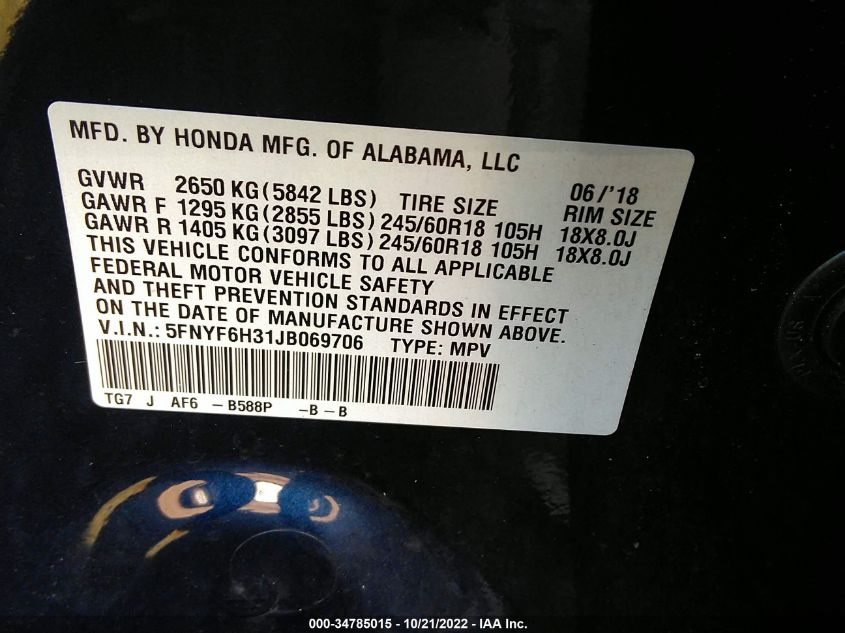 MFD. BY HONDA MFG. OF ALABAMA, LLC
GVWR 2650 KG (5842 LBS) TIRE SIZE 06/'18 RIM SIZE
GAWR F 1295 KG (2855 LBS) 245/60R18 105H 18X8.0J
GAWR R 1405 KG (3097 LBS) 245/60R18 105H 18X8.0J
THIS VEHICLE CONFORMS TO ALL APPLICABLE
FEDERAL MOTOR VEHICLE SAFETY
AND THEFT PREVENTION STANDARDS IN EFFECT
ON THE DATE OF MANUFACTURE SHOWN ABOVE.
V.I.N.: 5FNYF6H31JB069706 TYPE: MPV
TG7 J AF6 -B588P -B-B
000-34785015 - 10/21/2022 - IAA Inc.